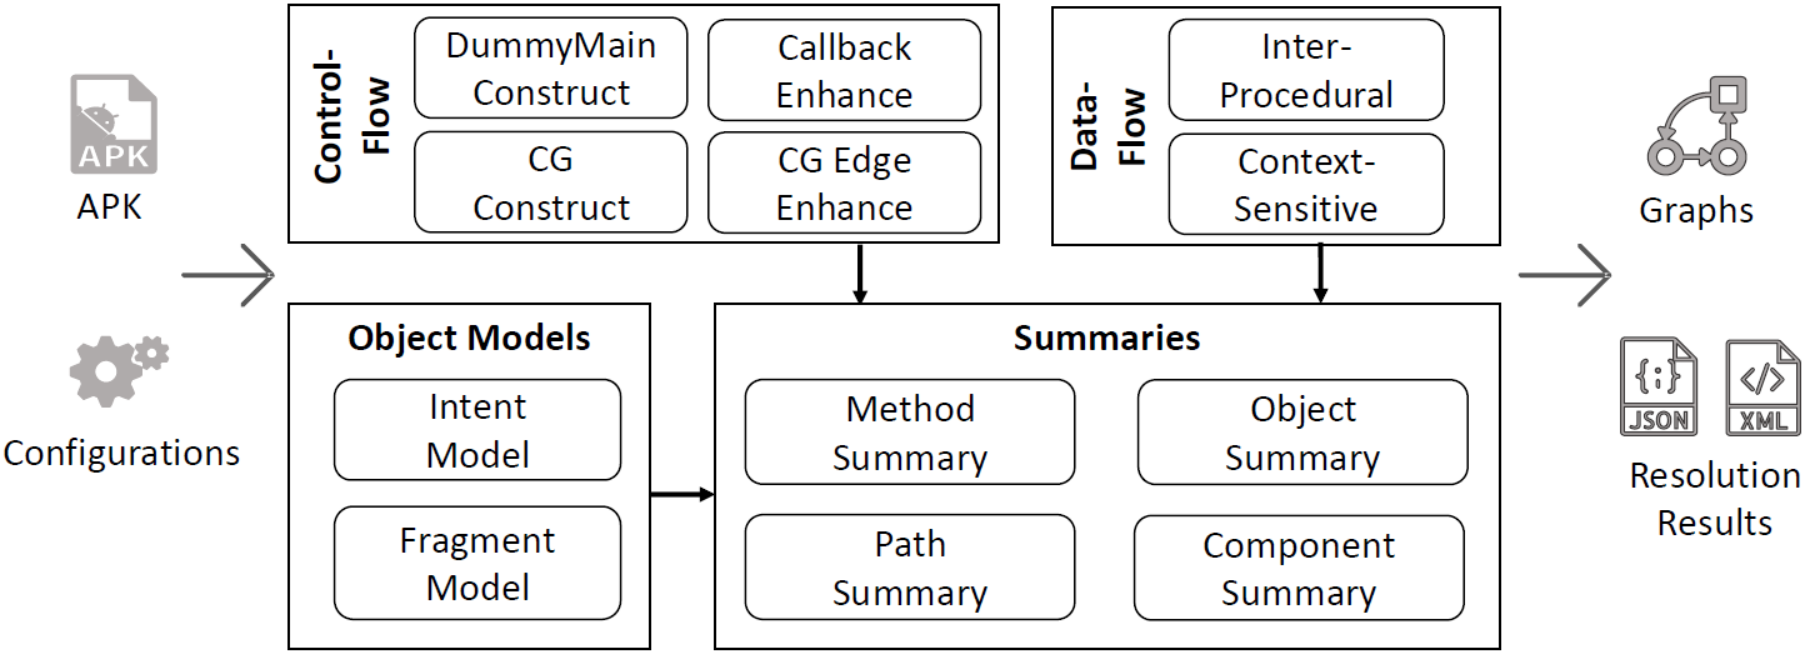 APK
APK
Configurations
Control-
Flow
DummyMain
Construct
Callback
Enhance
CG
Construct
CG Edge
Enhance
Data-
Flow
Inter-
Procedural
Context-
Sensitive
Object Models
Intent
Model
Fragment
Model
Summaries
Method
Summary
Object
Summary
Path
Summary
Component
Summary
Graphs
{;}
JSON
</>
XML
Resolution
Results